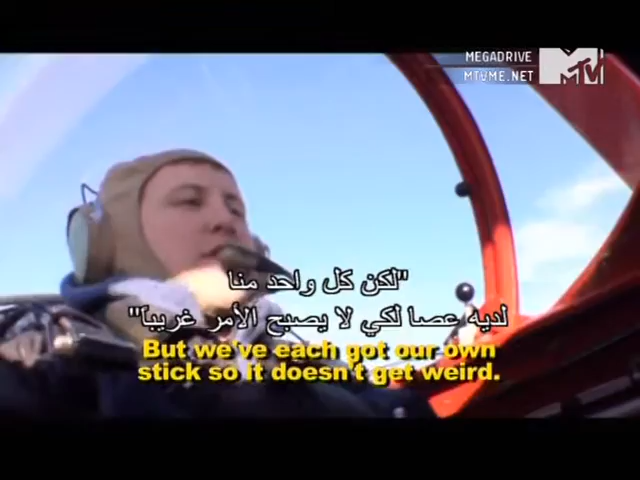 MEGADRIVE
MTVME.NET
MTV
"لكن كل واحد منا
لديه عصا لكي لا يصبح الأمر غريباً"
But we've each got our own
stick so it doesn't get weird.